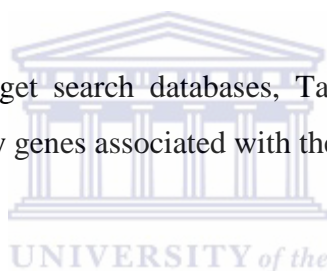 get search databases, Ta
genes associated with the
UNIVERSITY of the